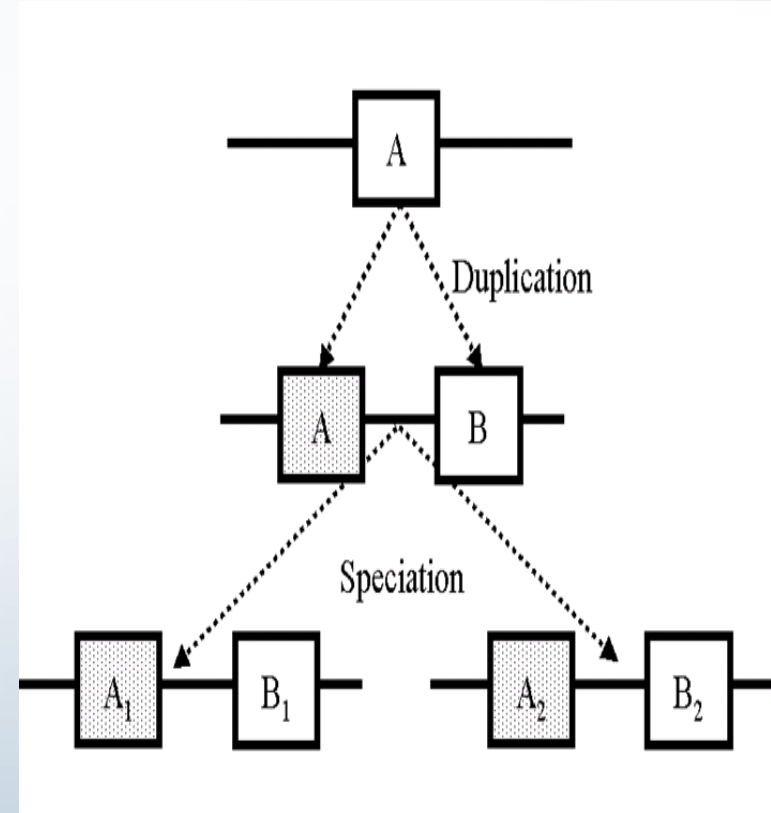 A
Duplication
A B
Speciation
A₁ B₁ A₂ B₂